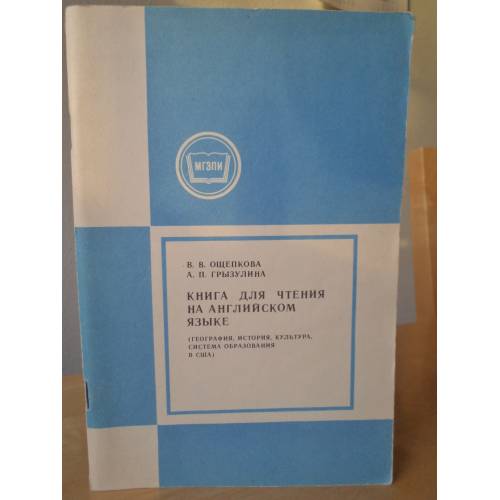 МГЗПИ
В. В. ОЩЕПКОВА
А. П. ГРЫЗУЛИНА
КНИГА ДЛЯ ЧТЕНИЯ
НА АНГЛИЙСКОМ
ЯЗЫКЕ
(ГЕОГРАФИЯ, ИСТОРИЯ, КУЛЬТУРА,
СИСТЕМА ОБРАЗОВАНИЯ
В США)